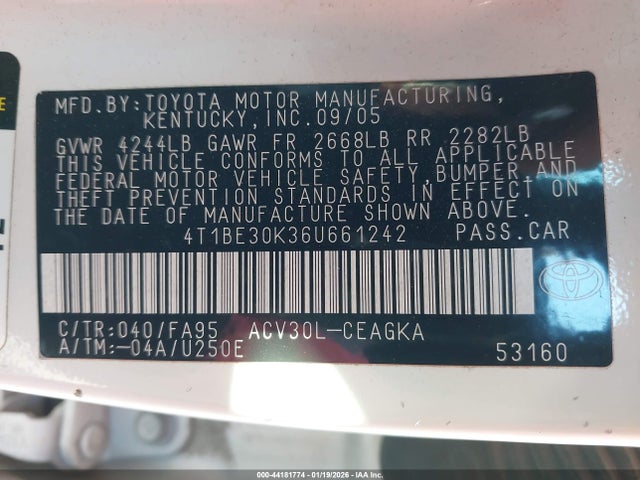 MFD.BY:TOYOTA MOTOR MANUFACTURING,
KENTUCKY, INC.09/05
GVWR 4244LB GAWR FR 2668LB RR 2282LB
THIS VEHICLE CONFORMS TO ALL APPLICABLE
FEDERAL MOTOR VEHICLE SAFETY,BUMPER,AND
THEFT PREVENTION STANDARDS IN EFFECT ON
THE DATE OF MANUFACTURE SHOWN ABOVE.
4T1BE30K36U661242 PASS.CAR
C/TR:040/FA95 ACV30L-CEAGKA
A/TM:-04A/U250E 53160
000-44181774 | 01/19/2026 | IAA Inc.